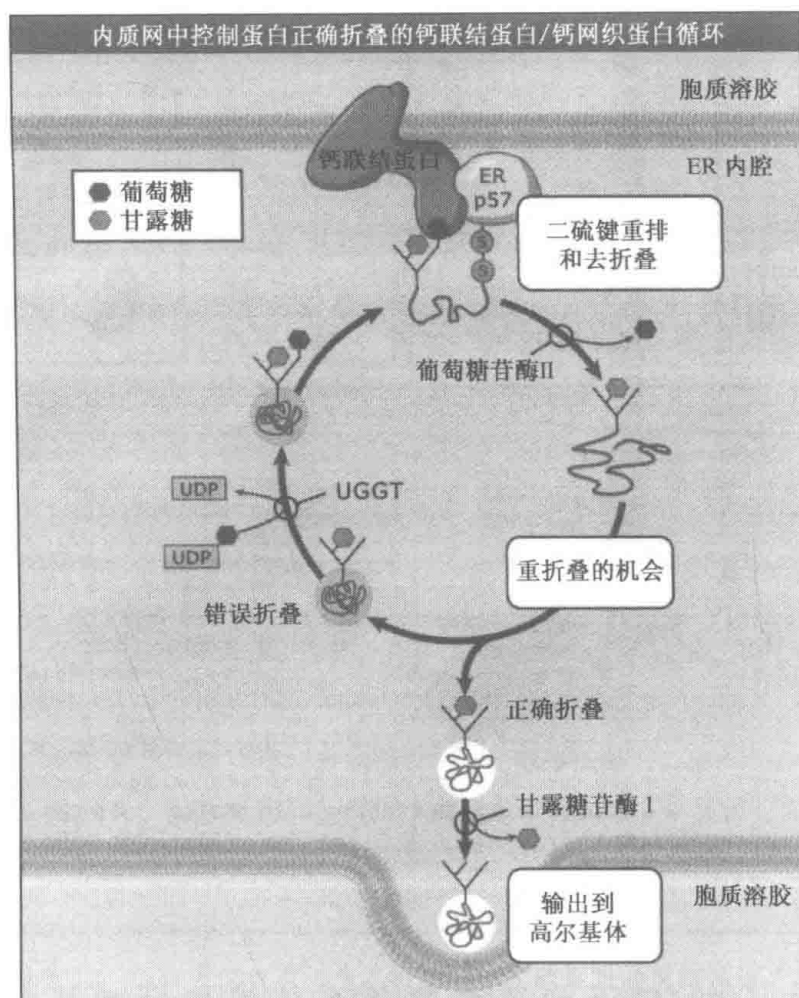 内质网中控制蛋白正确折叠的钙联结蛋白/钙网织蛋白循环
胞质溶胶
钙联结蛋白
ER 内腔
葡萄糖
甘露糖
ER
p57
S
S
二硫键重排
和去折叠
葡萄糖苷酶II
UDP
UGGT
UDP
重折叠的机会
错误折叠
正确折叠
甘露糖苷酶 I
胞质溶胶
输出到
高尔基体